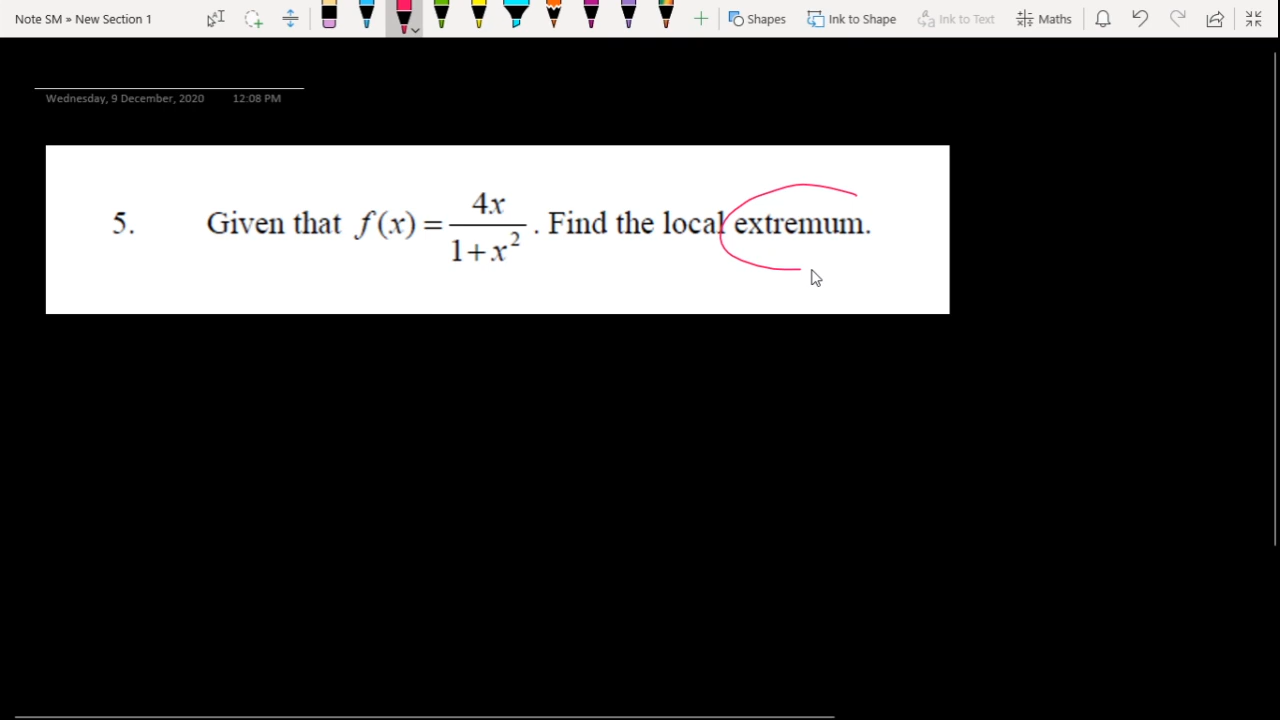 Note SM » New Section 1
Shapes
Ink to Shape
Ink to Text
Maths
Wednesday, 9 December, 2020 12:08 PM
5. Given that f(x) = 4x / (1+x²) . Find the local extremum.